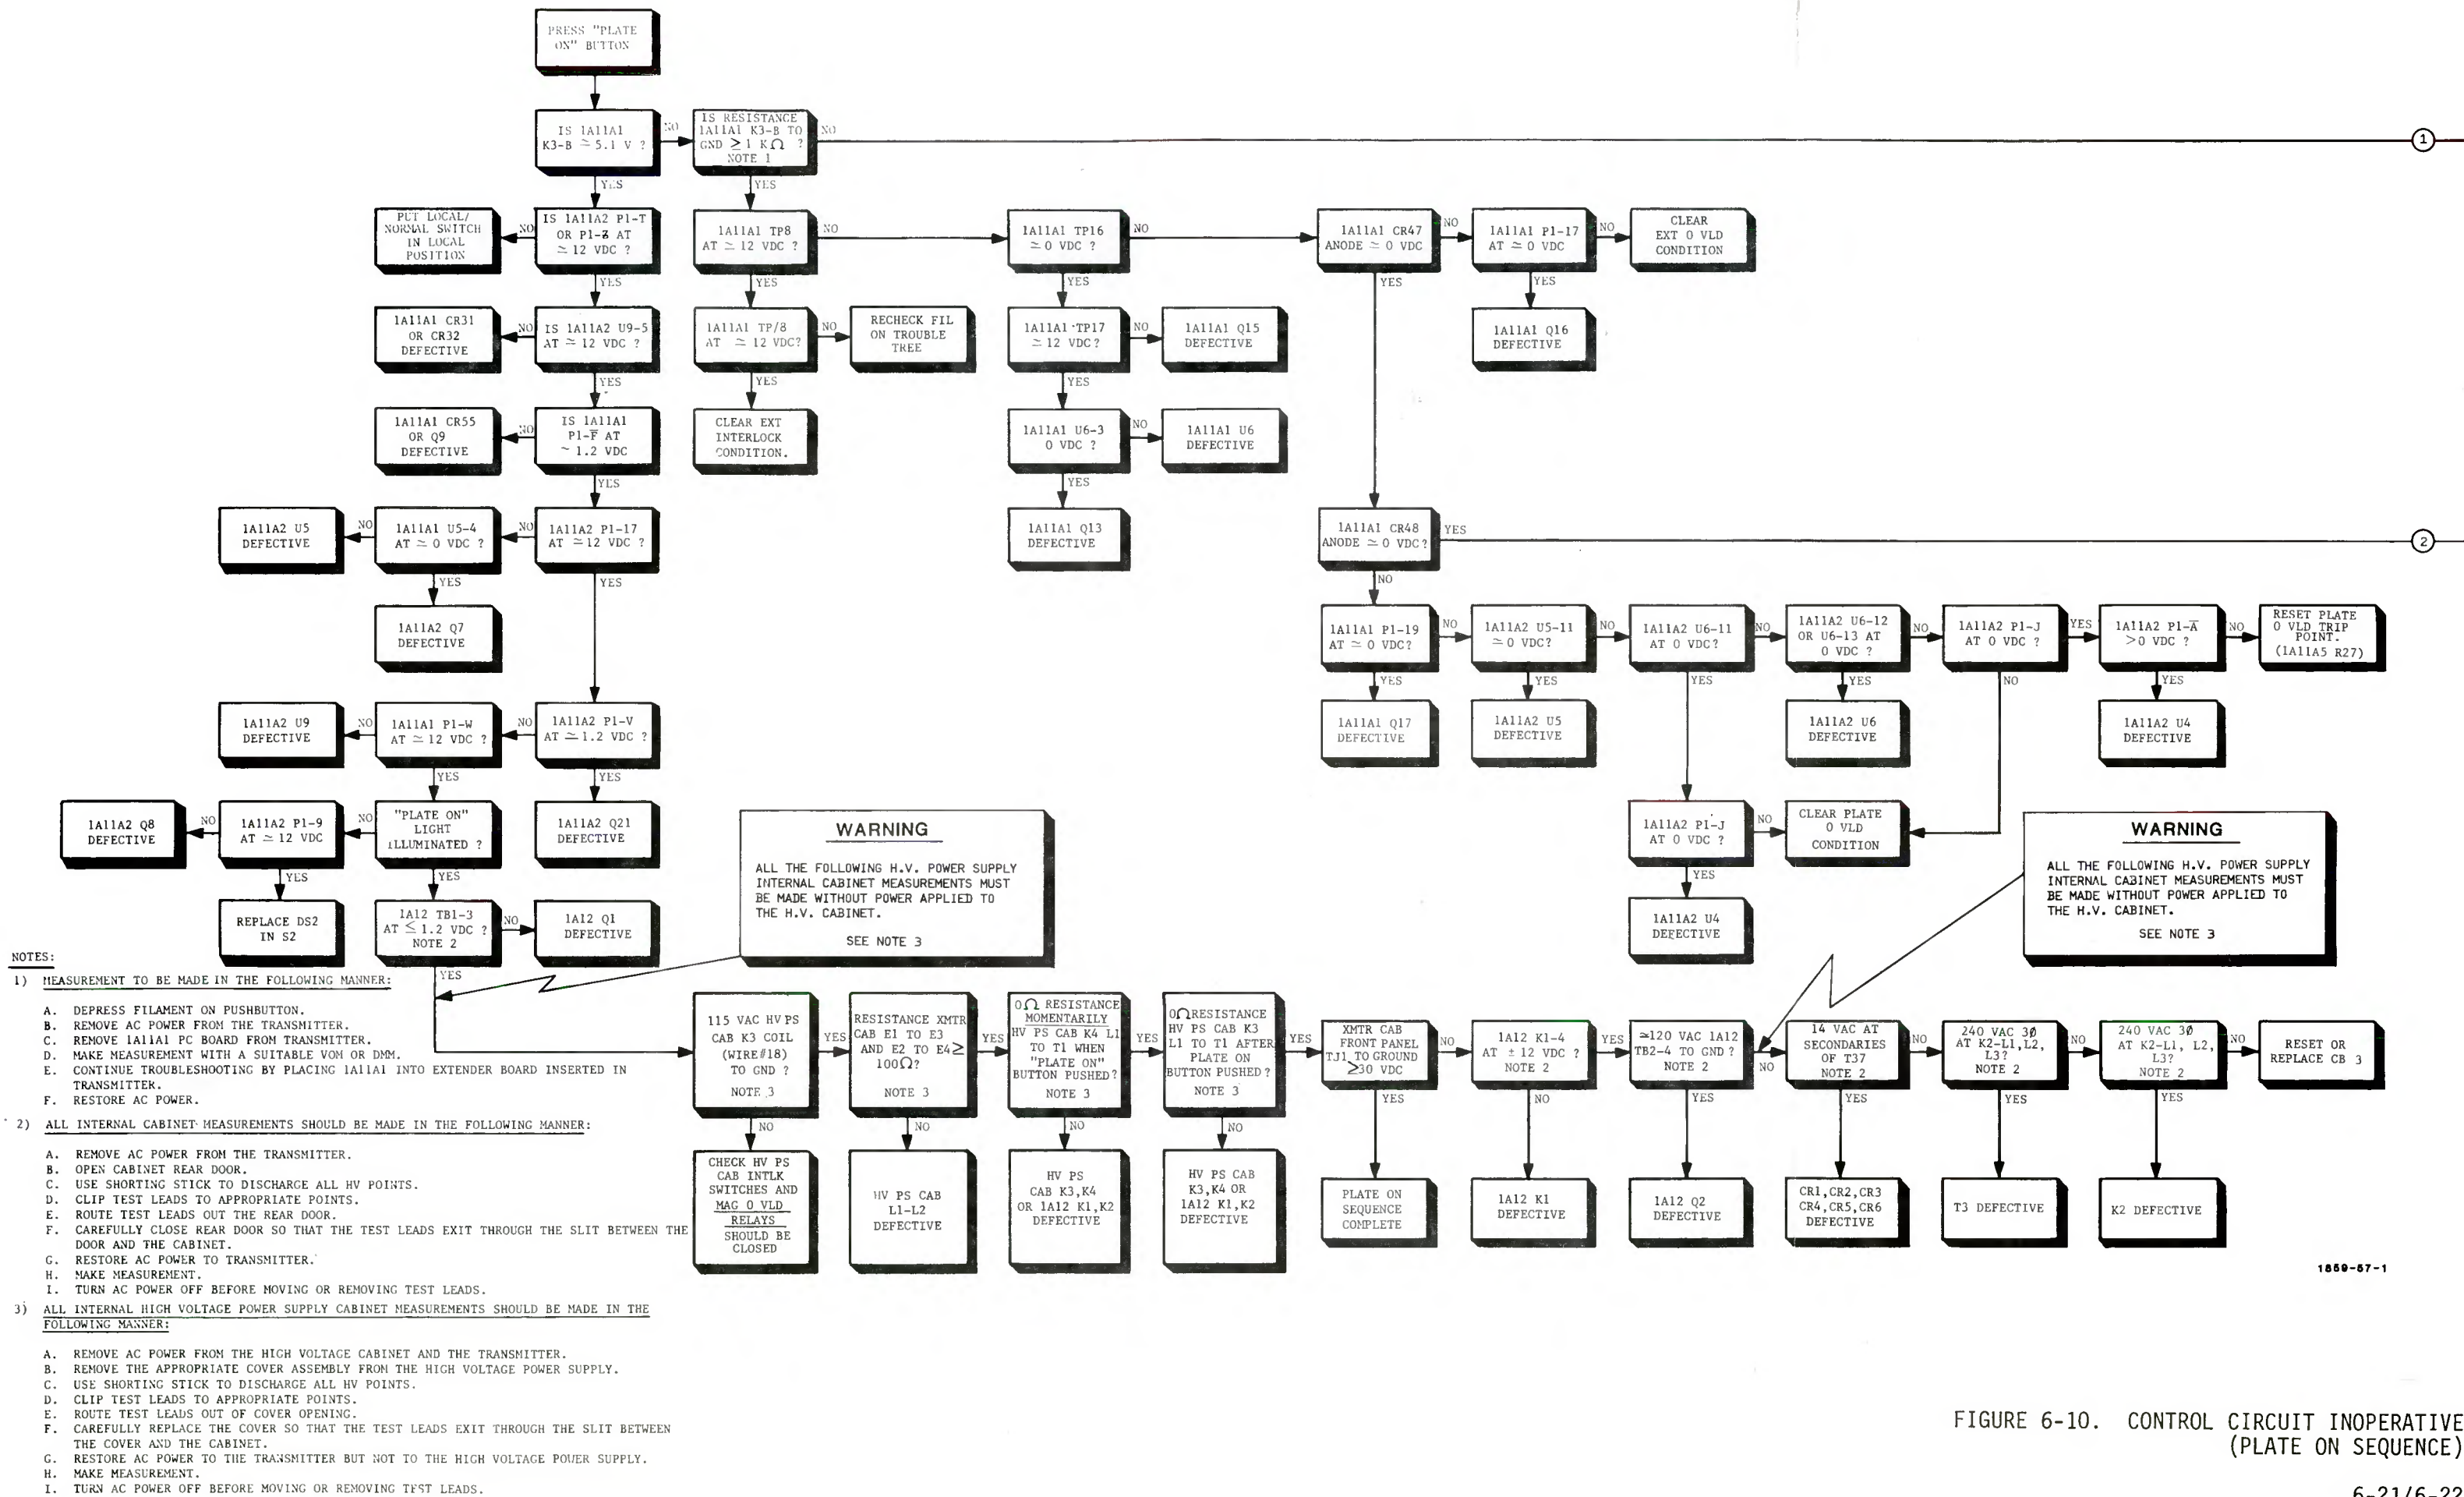 PRESS "PLATE
ON" BUTTON
IS 1A11A1
K3-B ≃ 5.1 V ?
NO
IS RESISTANCE
1A11A1 K3-B TO
GND ≥ 1 KΩ ?
NOTE 1
NO
1
YES
YES
PUT LOCAL/
NORMAL SWITCH
IN LOCAL
POSITION
NO
IS 1A11A2 P1-T
OR P1-Z AT
≃ 12 VDC ?
1A11A1 TP8
AT ≃ 12 VDC ?
NO
1A11A1 TP16
≃ 0 VDC ?
NO
1A11A1 CR47
ANODE ≃ 0 VDC
NO
1A11A1 P1-17
AT ≃ 0 VDC
NO
CLEAR
EXT O VLD
CONDITION
YES
YES
YES
YES
YES
1A11A1 CR31
OR CR32
DEFECTIVE
NO
IS 1A11A2 U9-5
AT ≃ 12 VDC ?
1A11A1 TP/8
AT ≃ 12 VDC?
NO
RECHECK FIL
ON TROUBLE
TREE
1A11A1 TP17
≃ 12 VDC?
NO
1A11A1 Q15
DEFECTIVE
1A11A1 Q16
DEFECTIVE
YES
YES
YES
1A11A1 CR55
OR Q9
DEFECTIVE
NO
IS 1A11A1
P1-F̅ AT
~ 1.2 VDC
CLEAR EXT
INTERLOCK
CONDITION.
1A11A1 U6-3
0 VDC ?
NO
1A11A1 U6
DEFECTIVE
YES
YES
1A11A2 U5
DEFECTIVE
NO
1A11A1 U5-4
AT ≃ 0 VDC ?
NO
1A11A2 P1-17
AT ≃12 VDC ?
1A11A1 Q13
DEFECTIVE
1A11A1 CR48
ANODE ≃ 0 VDC?
YES
2
YES
YES
NO
1A11A2 Q7
DEFECTIVE
1A11A1 P1-19
AT ≃ 0 VDC?
NO
1A11A2 U5-11
≃ 0 VDC?
NO
1A11A2 U6-11
AT 0 VDC?
NO
1A11A2 U6-12
OR U6-13 AT
0 VDC ?
NO
1A11A2 P1-J
AT 0 VDC ?
YES
1A11A2 P1-A̅
>0 VDC ?
NO
RESET PLATE
O VLD TRIP
POINT.
(1A11A5 R27)
YES
YES
YES
YES
NO
YES
1A11A2 U9
DEFECTIVE
NO
1A11A1 P1-W
AT ≃ 12 VDC ?
NO
1A11A2 P1-V
AT ≃1.2 VDC ?
1A11A1 Q17
DEFECTIVE
1A11A2 U5
DEFECTIVE
1A11A2 U6
DEFECTIVE
1A11A2 U4
DEFECTIVE
YES
YES
1A11A2 Q8
DEFECTIVE
NO
1A11A2 P1-9
AT ≃ 12 VDC
NO
"PLATE ON"
LIGHT
ILLUMINATED ?
1A11A2 Q21
DEFECTIVE
1A11A2 P1-J
AT 0 VDC ?
NO
CLEAR PLATE
O VLD
CONDITION
YES
YES
YES
REPLACE DS2
IN S2
1A12 TB1-3
AT ≤ 1.2 VDC ?
NOTE 2
NO
1A12 Q1
DEFECTIVE
1A11A2 U4
DEFECTIVE
YES
WARNING
ALL THE FOLLOWING H.V. POWER SUPPLY
INTERNAL CABINET MEASUREMENTS MUST
BE MADE WITHOUT POWER APPLIED TO
THE H.V. CABINET.
SEE NOTE 3
WARNING
ALL THE FOLLOWING H.V. POWER SUPPLY
INTERNAL CABINET MEASUREMENTS MUST
BE MADE WITHOUT POWER APPLIED TO
THE H.V. CABINET.
SEE NOTE 3
115 VAC HV PS
CAB K3 COIL
(WIRE#18)
TO GND ?
NOTE 3
YES
RESISTANCE XMTR
CAB E1 TO E3
AND E2 TO E4≥
100Ω?
NOTE 3
YES
0Ω RESISTANCE
MOMENTARILY
HV PS CAB K4 L1
TO T1 WHEN
"PLATE ON"
BUTTON PUSHED?
NOTE 3
YES
0Ω RESISTANCE
HV PS CAB K3
L1 TO T1 AFTER
PLATE ON
BUTTON PUSHED ?
NOTE 3
YES
XMTR CAB
FRONT PANEL
TJ1 TO GROUND
≥30 VDC
NO
1A12 K1-4
AT ± 12 VDC ?
NOTE 2
YES
≃120 VAC 1A12
TB2-4 TO GND ?
NOTE 2
NO
14 VAC AT
SECONDARIES
OF T37
NOTE 2
NO
240 VAC 3Ø
AT K2-L1,L2,
L3?
NOTE 2
NO
240 VAC 3Ø
AT K2-L1, L2,
L3?
NOTE 2
NO
RESET OR
REPLACE CB 3
NO
NO
NO
NO
YES
NO
YES
YES
YES
YES
CHECK HV PS
CAB INTLK
SWITCHES AND
MAG O VLD
RELAYS
SHOULD BE
CLOSED
HV PS CAB
L1-L2
DEFECTIVE
HV PS
CAB K3,K4
OR 1A12 K1,K2
DEFECTIVE
HV PS CAB
K3,K4 OR
1A12 K1,K2
DEFECTIVE
PLATE ON
SEQUENCE
COMPLETE
1A12 K1
DEFECTIVE
1A12 Q2
DEFECTIVE
CR1,CR2,CR3
CR4,CR5,CR6
DEFECTIVE
T3 DEFECTIVE
K2 DEFECTIVE
NOTES:
1) MEASUREMENT TO BE MADE IN THE FOLLOWING MANNER:
A. DEPRESS FILAMENT ON PUSHBUTTON.
B. REMOVE AC POWER FROM THE TRANSMITTER.
C. REMOVE 1A11A1 PC BOARD FROM TRANSMITTER.
D. MAKE MEASUREMENT WITH A SUITABLE VOM OR DMM.
E. CONTINUE TROUBLESHOOTING BY PLACING 1A11A1 INTO EXTENDER BOARD INSERTED IN
TRANSMITTER.
F. RESTORE AC POWER.
2) ALL INTERNAL CABINET MEASUREMENTS SHOULD BE MADE IN THE FOLLOWING MANNER:
A. REMOVE AC POWER FROM THE TRANSMITTER.
B. OPEN CABINET REAR DOOR.
C. USE SHORTING STICK TO DISCHARGE ALL HV POINTS.
D. CLIP TEST LEADS TO APPROPRIATE POINTS.
E. ROUTE TEST LEADS OUT THE REAR DOOR.
F. CAREFULLY CLOSE REAR DOOR SO THAT THE TEST LEADS EXIT THROUGH THE SLIT BETWEEN THE
DOOR AND THE CABINET.
G. RESTORE AC POWER TO TRANSMITTER.
H. MAKE MEASUREMENT.
I. TURN AC POWER OFF BEFORE MOVING OR REMOVING TEST LEADS.
3) ALL INTERNAL HIGH VOLTAGE POWER SUPPLY CABINET MEASUREMENTS SHOULD BE MADE IN THE
FOLLOWING MANNER:
A. REMOVE AC POWER FROM THE HIGH VOLTAGE CABINET AND THE TRANSMITTER.
B. REMOVE THE APPROPRIATE COVER ASSEMBLY FROM THE HIGH VOLTAGE POWER SUPPLY.
C. USE SHORTING STICK TO DISCHARGE ALL HV POINTS.
D. CLIP TEST LEADS TO APPROPRIATE POINTS.
E. ROUTE TEST LEADS OUT OF COVER OPENING.
F. CAREFULLY REPLACE THE COVER SO THAT THE TEST LEADS EXIT THROUGH THE SLIT BETWEEN
THE COVER AND THE CABINET.
G. RESTORE AC POWER TO THE TRANSMITTER BUT NOT TO THE HIGH VOLTAGE POWER SUPPLY.
H. MAKE MEASUREMENT.
I. TURN AC POWER OFF BEFORE MOVING OR REMOVING TEST LEADS.
1859-57-1
FIGURE 6-10. CONTROL CIRCUIT INOPERATIVE
(PLATE ON SEQUENCE)
6-21/6-22